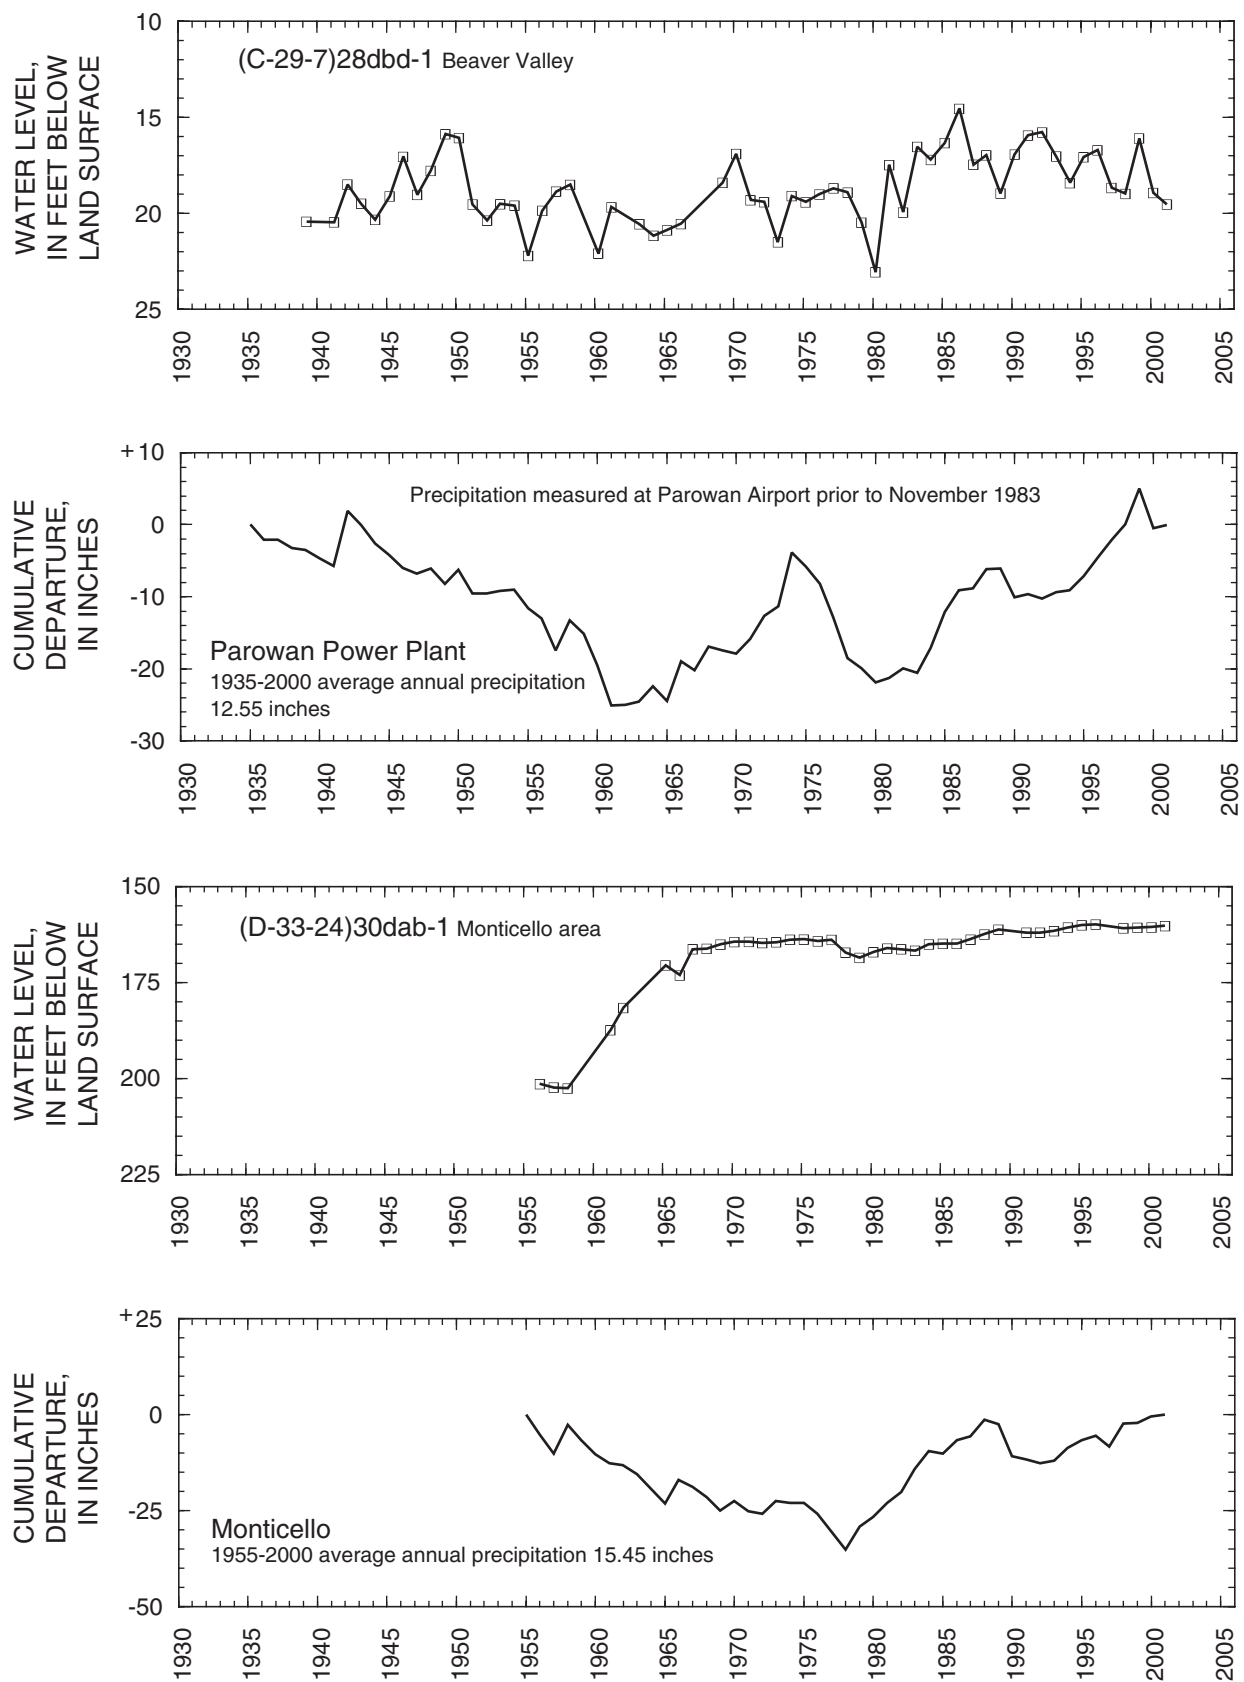 10
15
20
25
WATER LEVEL,
IN FEET BELOW
LAND SURFACE
(C-29-7)28dbd-1 Beaver Valley
1930 1935 1940 1945 1950 1955 1960 1965 1970 1975 1980 1985 1990 1995 2000 2005
+10
0
-10
-20
-30
CUMULATIVE
DEPARTURE,
IN INCHES
Precipitation measured at Parowan Airport prior to November 1983
Parowan Power Plant
1935-2000 average annual precipitation
12.55 inches
1930 1935 1940 1945 1950 1955 1960 1965 1970 1975 1980 1985 1990 1995 2000 2005
150
175
200
225
WATER LEVEL,
IN FEET BELOW
LAND SURFACE
(D-33-24)30dab-1 Monticello area
1930 1935 1940 1945 1950 1955 1960 1965 1970 1975 1980 1985 1990 1995 2000 2005
+25
0
-25
-50
CUMULATIVE
DEPARTURE,
IN INCHES
Monticello
1955-2000 average annual precipitation 15.45 inches
1930 1935 1940 1945 1950 1955 1960 1965 1970 1975 1980 1985 1990 1995 2000 2005